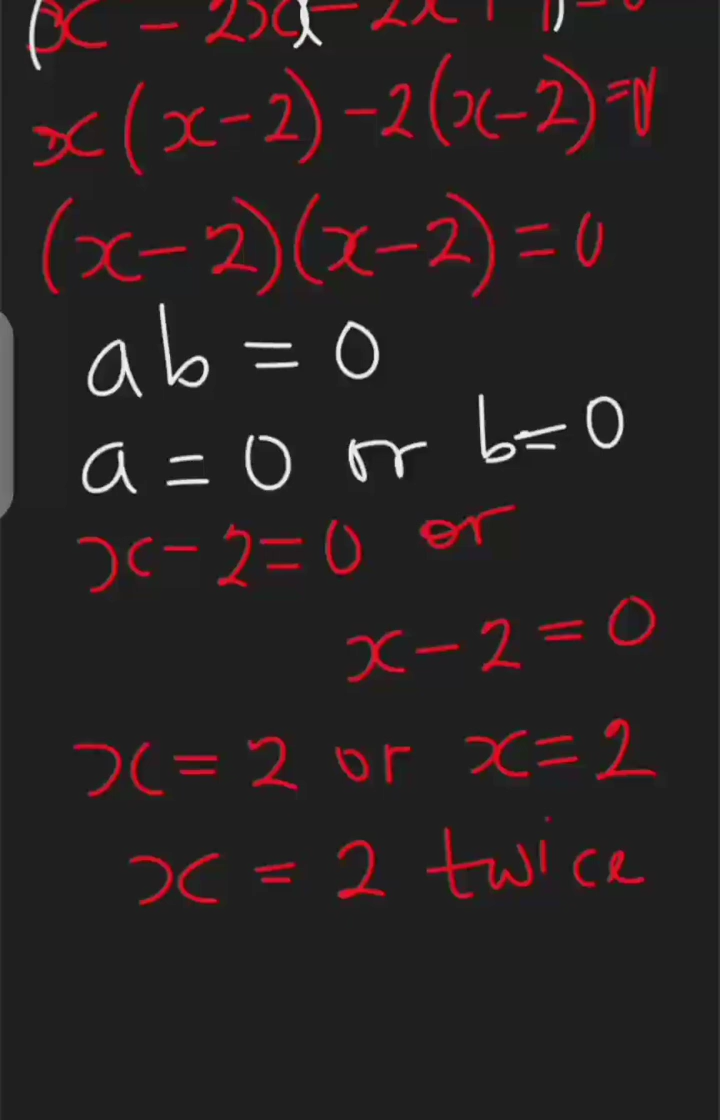 x(x-2)-2(x-2)=0
(x-2)(x-2)=0
ab=0
a=0 or b=0
x-2=0 or
x-2=0
x=2 or x=2
x=2 twice